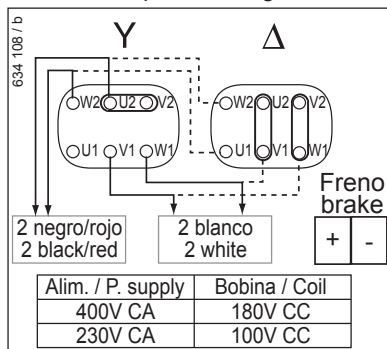 634 108 / b
Y Δ
W2 U2 V2 W2 U2 V2
U1 V1 W1 U1 V1 W1
Freno
brake
+ -
2 negro/rojo
2 black/red
2 blanco
2 white
Alim. / P. supply Bobina / Coil
400V CA 180V CC
230V CA 100V CC